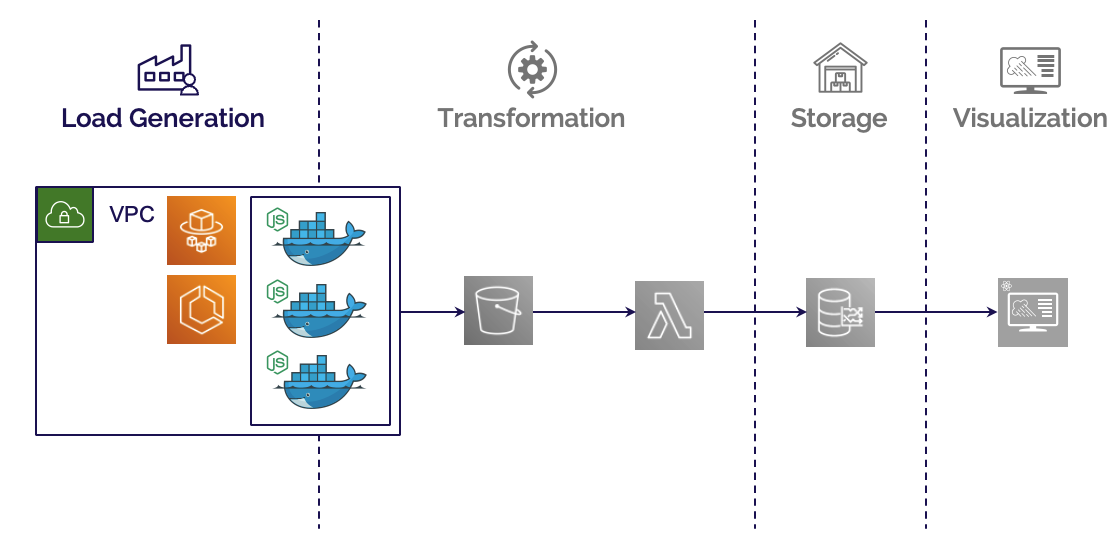 Load Generation
Transformation
Storage
Visualization
VPC
JS
JS
JS